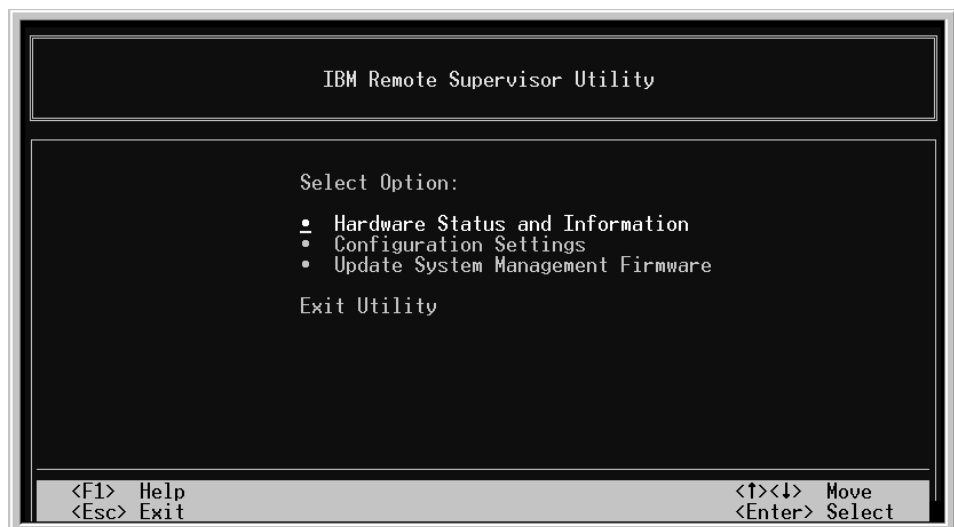 IBM Remote Supervisor Utility
Select Option:
• Hardware Status and Information
• Configuration Settings
• Update System Management Firmware
Exit Utility
<F1> Help <↑><↓> Move
<Esc> Exit <Enter> Select